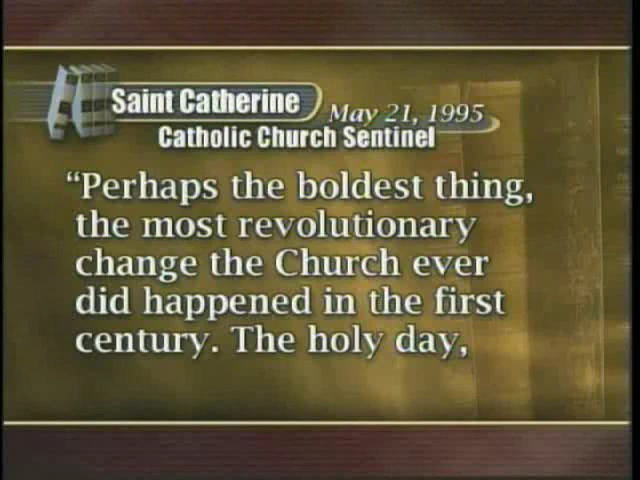 Saint Catherine
May 21, 1995
Catholic Church Sentinel
“Perhaps the boldest thing,
the most revolutionary
change the Church ever
did happened in the first
century. The holy day,